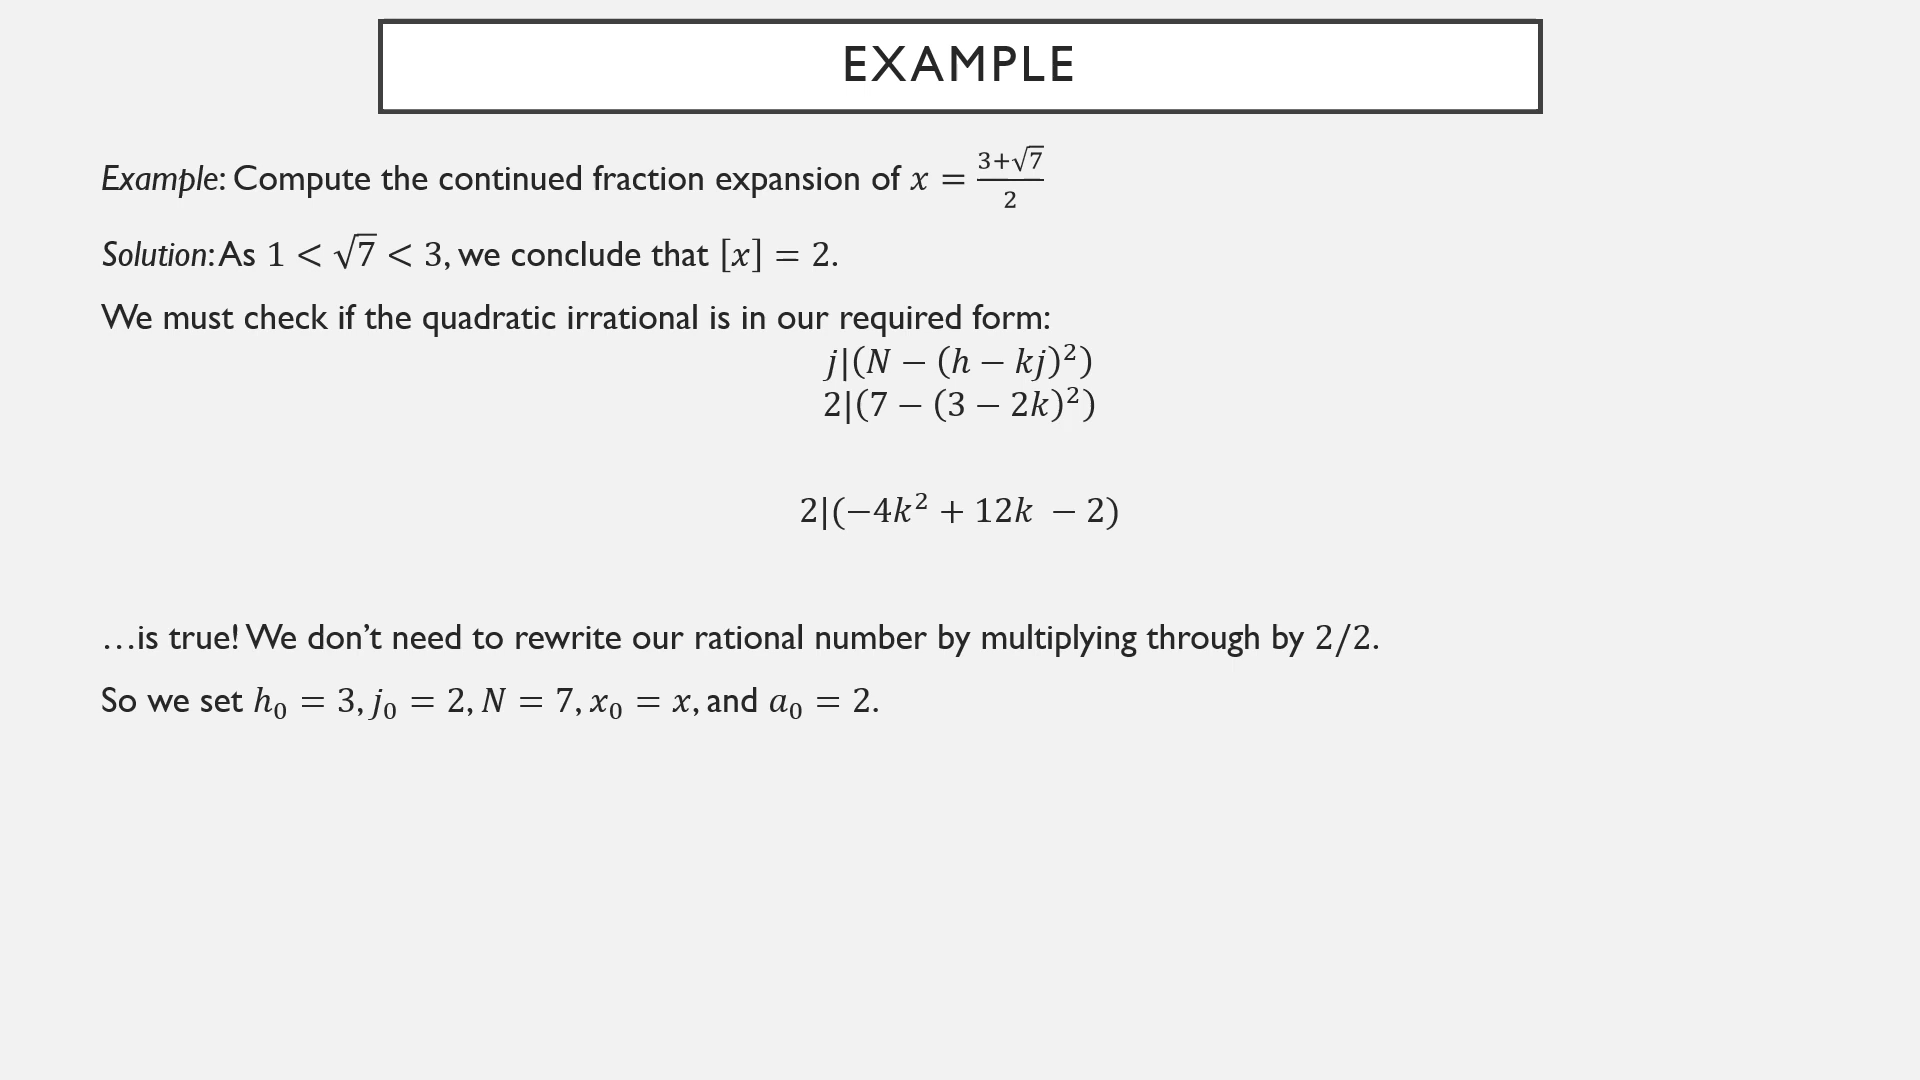 EXAMPLE
Example: Compute the continued fraction expansion of x = (3+√7)/2
Solution: As 1 < √7 < 3, we conclude that [x] = 2.
We must check if the quadratic irrational is in our required form:
j|(N − (h − kj)²)
2|(7 − (3 − 2k)²)
2|(−4k² + 12k − 2)
…is true! We don’t need to rewrite our rational number by multiplying through by 2/2.
So we set h₀ = 3, j₀ = 2, N = 7, x₀ = x, and a₀ = 2.